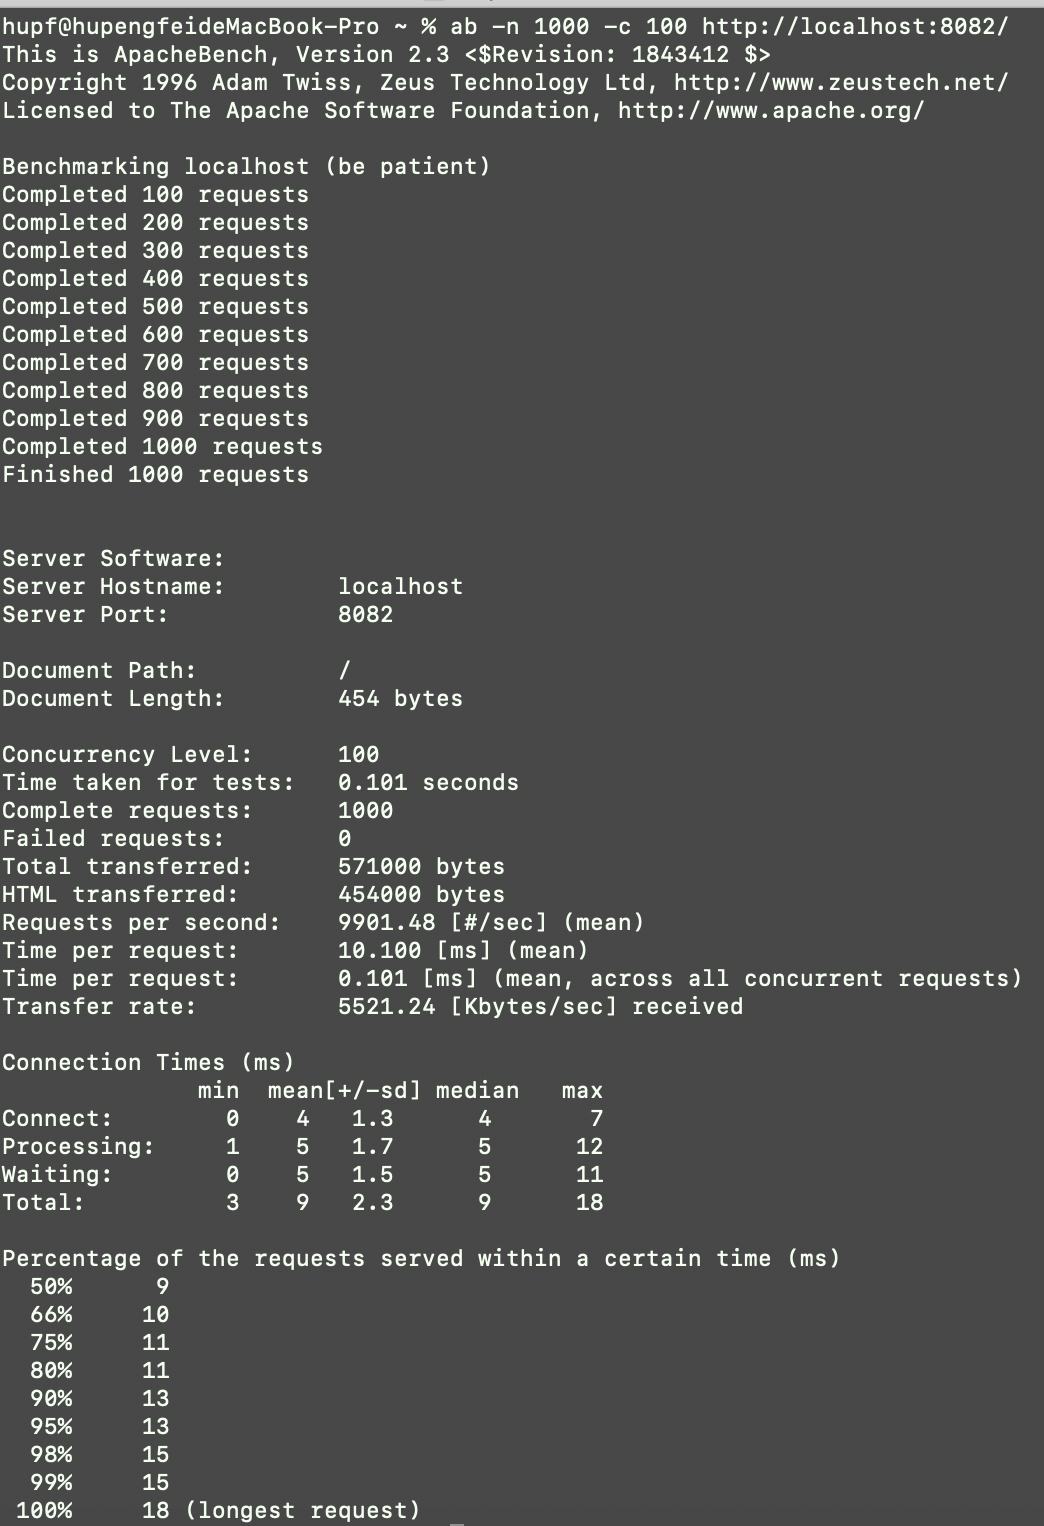 hupf@hupengfeideMacBook-Pro ~ % ab -n 1000 -c 100 http://localhost:8082/
This is ApacheBench, Version 2.3 <$Revision: 1843412 $>
Copyright 1996 Adam Twiss, Zeus Technology Ltd, http://www.zeustech.net/
Licensed to The Apache Software Foundation, http://www.apache.org/

Benchmarking localhost (be patient)
Completed 100 requests
Completed 200 requests
Completed 300 requests
Completed 400 requests
Completed 500 requests
Completed 600 requests
Completed 700 requests
Completed 800 requests
Completed 900 requests
Completed 1000 requests
Finished 1000 requests


Server Software:
Server Hostname:        localhost
Server Port:            8082

Document Path:          /
Document Length:        454 bytes

Concurrency Level:      100
Time taken for tests:   0.101 seconds
Complete requests:      1000
Failed requests:        0
Total transferred:      571000 bytes
HTML transferred:       454000 bytes
Requests per second:    9901.48 [#/sec] (mean)
Time per request:       10.100 [ms] (mean)
Time per request:       0.101 [ms] (mean, across all concurrent requests)
Transfer rate:          5521.24 [Kbytes/sec] received

Connection Times (ms)
              min  mean[+/-sd] median   max
Connect:        0    4   1.3      4       7
Processing:     1    5   1.7      5      12
Waiting:        0    5   1.5      5      11
Total:          3    9   2.3      9      18

Percentage of the requests served within a certain time (ms)
  50%      9
  66%     10
  75%     11
  80%     11
  90%     13
  95%     13
  98%     15
  99%     15
 100%     18 (longest request)